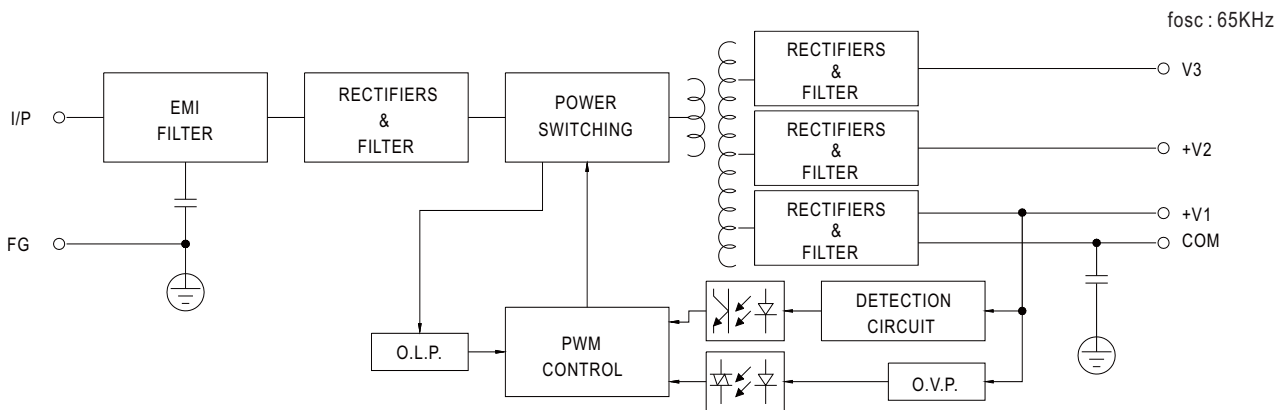 fosc : 65KHz
RECTIFIERS
&
FILTER
V3
EMI
FILTER
RECTIFIERS
&
FILTER
POWER
SWITCHING
I/P
RECTIFIERS
&
FILTER
+V2
RECTIFIERS
&
FILTER
+V1
COM
FG
DETECTION
CIRCUIT
O.L.P.
PWM
CONTROL
O.V.P.